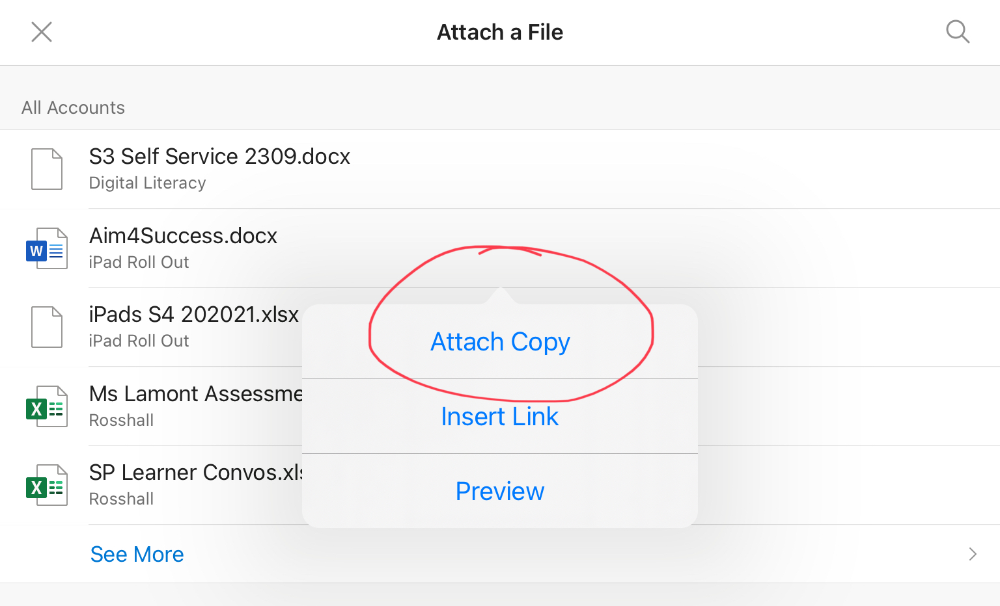 Attach a File
All Accounts
S3 Self Service 2309.docx
Digital Literacy
W
Aim4Success.docx
iPad Roll Out
iPads S4 202021.xlsx
iPad Roll Out
Attach Copy
X
Ms Lamont Assessme
Rosshall
Insert Link
X
SP Learner Convos.xls
Rosshall
Preview
See More